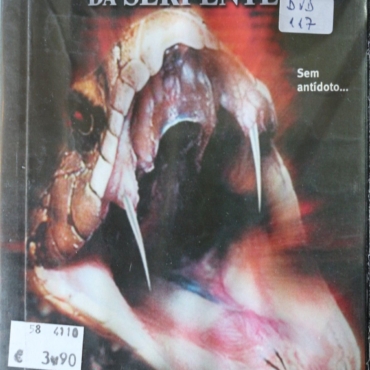 DA SERPENTE
DVD
117
Sem
antídoto...
58 4110
€ 3,90